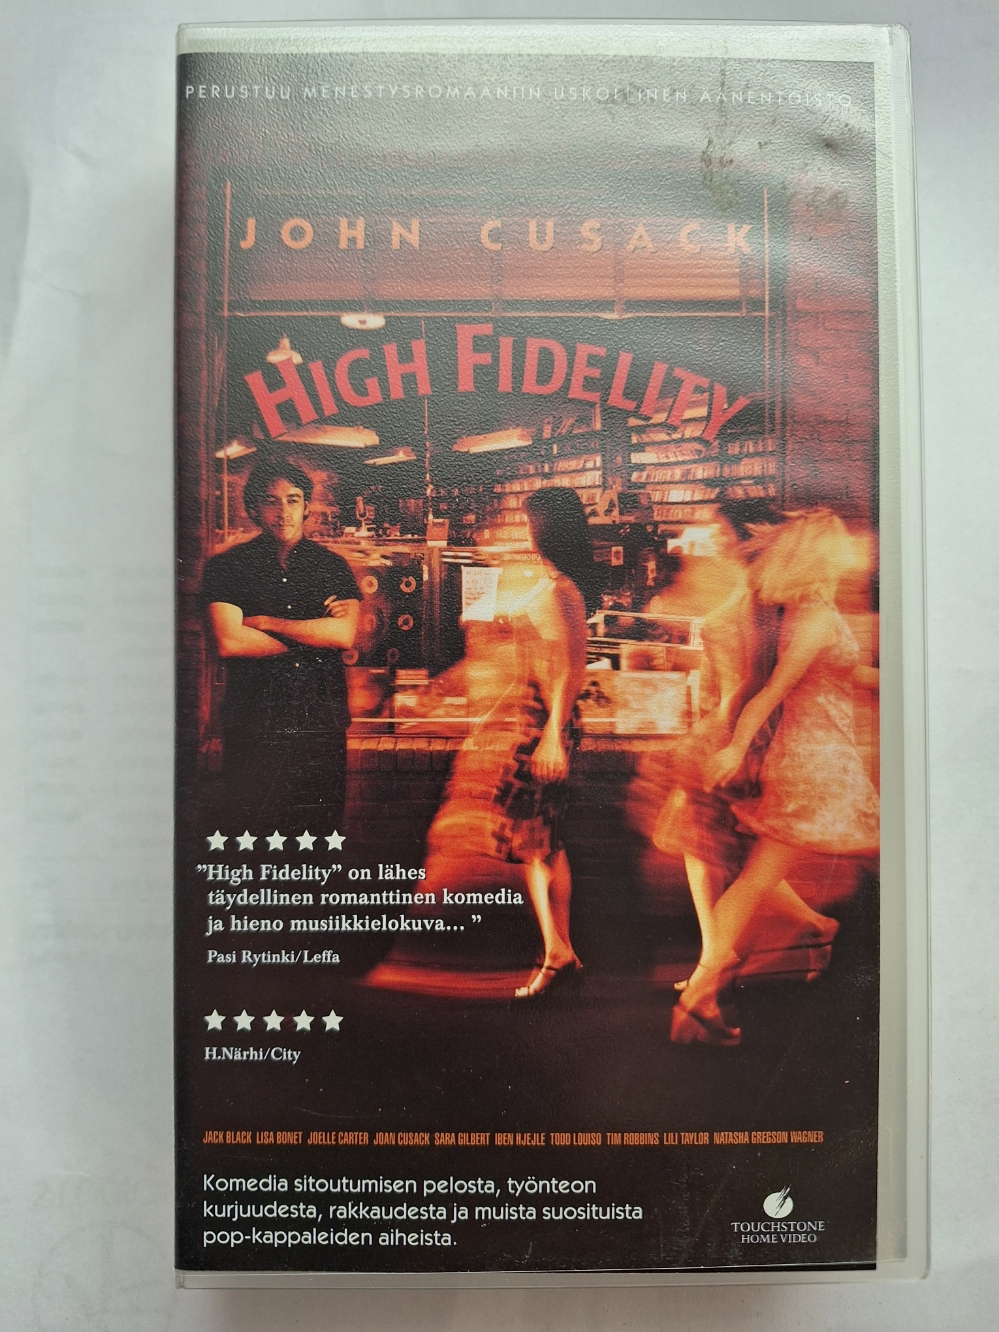 PERUSTUU MENESTYSROMAANIIN USKOLLINEN ÄÄNENTOISTO
JOHN CUSACK
HIGH FIDELITY
★★★★★
”High Fidelity” on lähes
täydellinen romanttinen komedia
ja hieno musiikkielokuva... ”
Pasi Rytinki/Leffa
★★★★★
H.Närhi/City
JACK BLACK LISA BONET JOELLE CARTER JOAN CUSACK SARA GILBERT IBEN HJEJLE TODD LOUISO TIM ROBBINS LILI TAYLOR NATASHA GREGSON WAGNER
Komedia sitoutumisen pelosta, työnteon
kurjuudesta, rakkaudesta ja muista suosituista
pop-kappaleiden aiheista.
TOUCHSTONE
HOME VIDEO